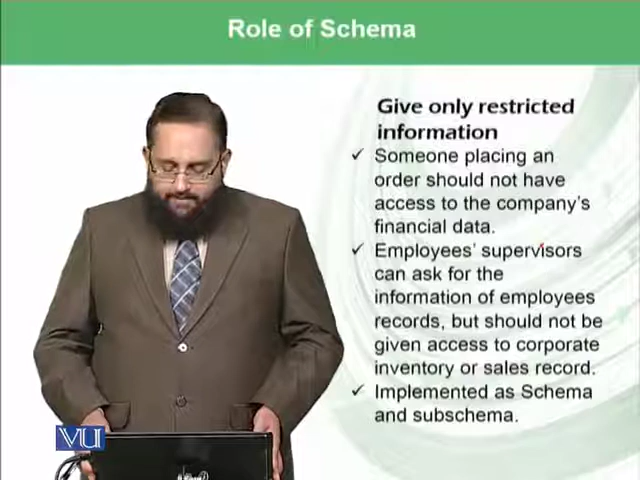 Role of Schema
Give only restricted
information
✓ Someone placing an
order should not have
access to the company's
financial data.
✓ Employees' supervisors
can ask for the
information of employees
records, but should not be
given access to corporate
inventory or sales record.
✓ Implemented as Schema
and subschema.
VU